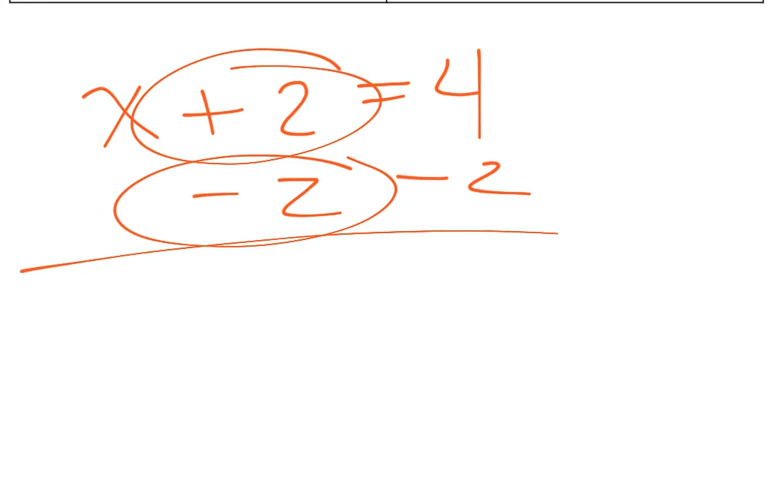 x + 2 = 4
- 2 - 2